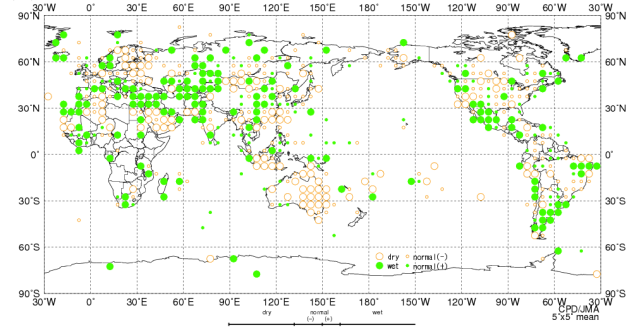 30°W 0° 30°E 60°E 90°E 120°E 150°E 180° 150°W 120°W 90°W 60°W 30°W
90°N 90°N
60°N 60°N
30°N 30°N
0° 0°
30°S 30°S
60°S 60°S
90°S 90°S
dry normal(-)
wet normal(+)
30°W 0° 30°E 60°E 90°E 120°E 150°E 180° 150°W 120°W 90°W 60°W 30°W
CPD/JMA
5°x5° mean
dry normal wet
(-) (+)